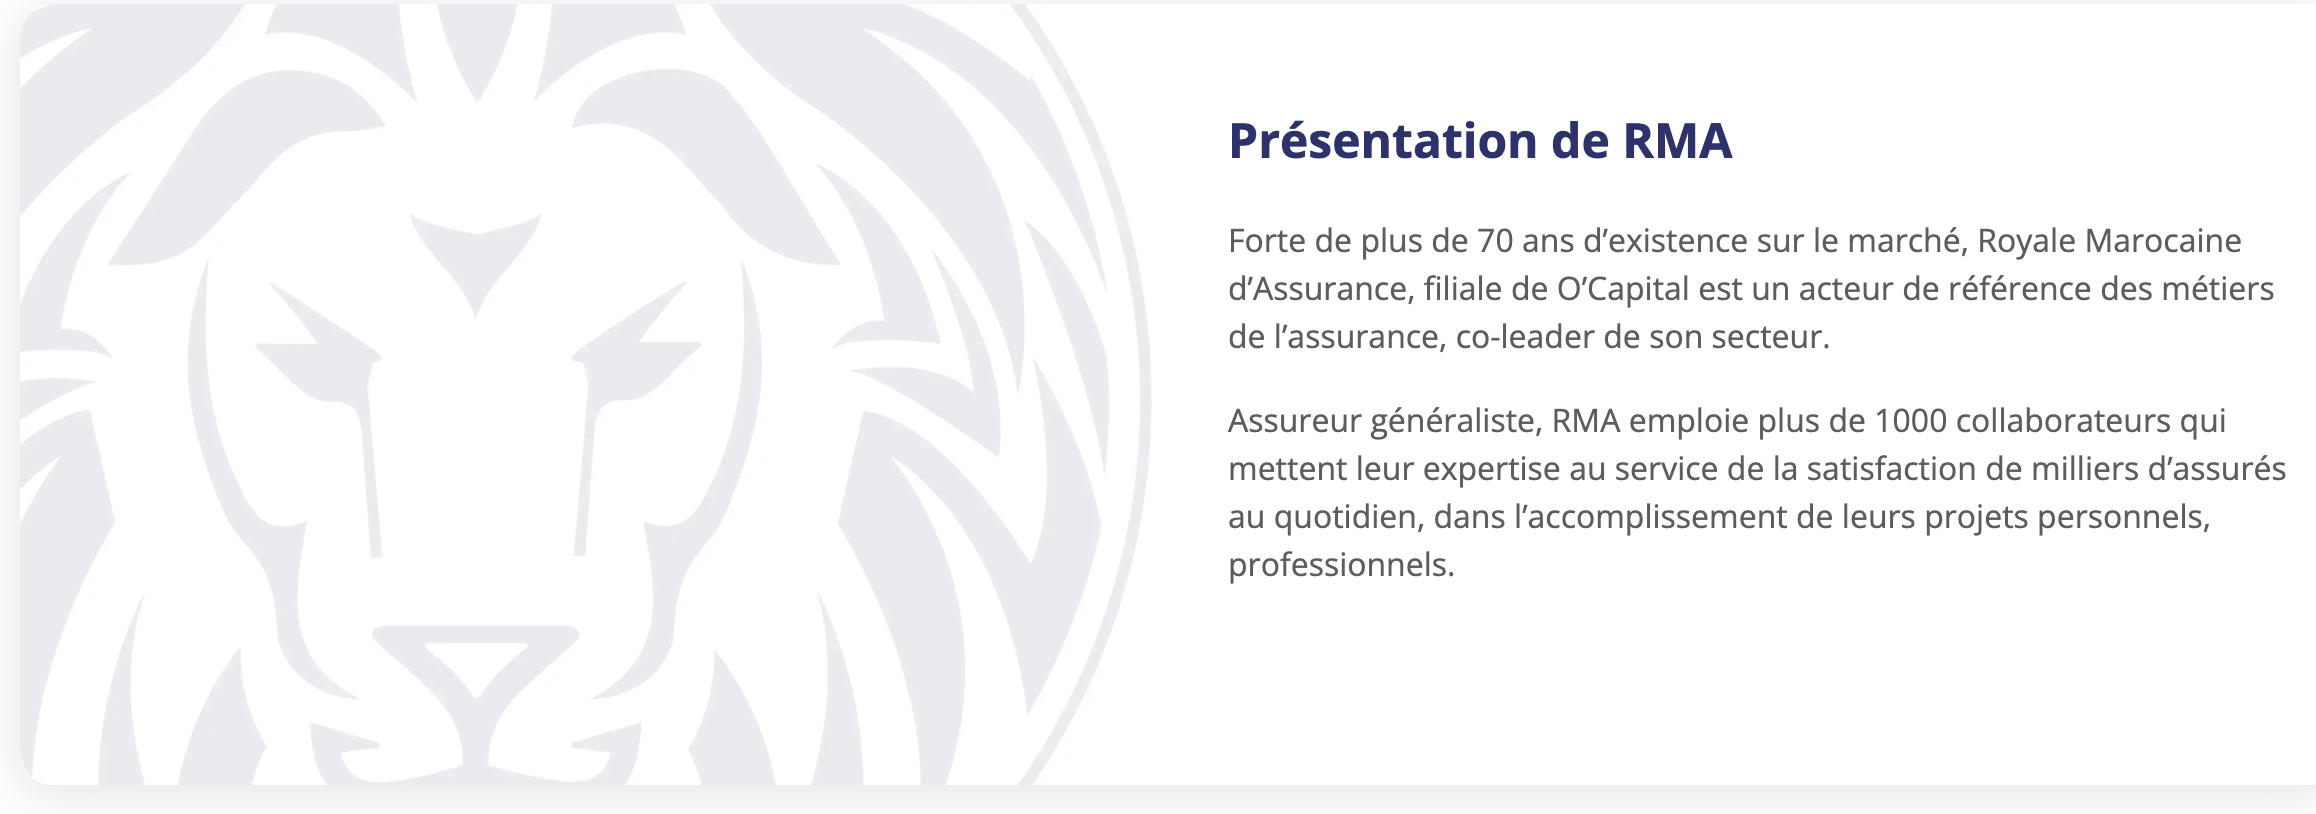 Présentation de RMA
Forte de plus de 70 ans d’existence sur le marché, Royale Marocaine
d’Assurance, filiale de O’Capital est un acteur de référence des métiers
de l’assurance, co-leader de son secteur.
Assureur généraliste, RMA emploie plus de 1000 collaborateurs qui
mettent leur expertise au service de la satisfaction de milliers d’assurés
au quotidien, dans l’accomplissement de leurs projets personnels,
professionnels.